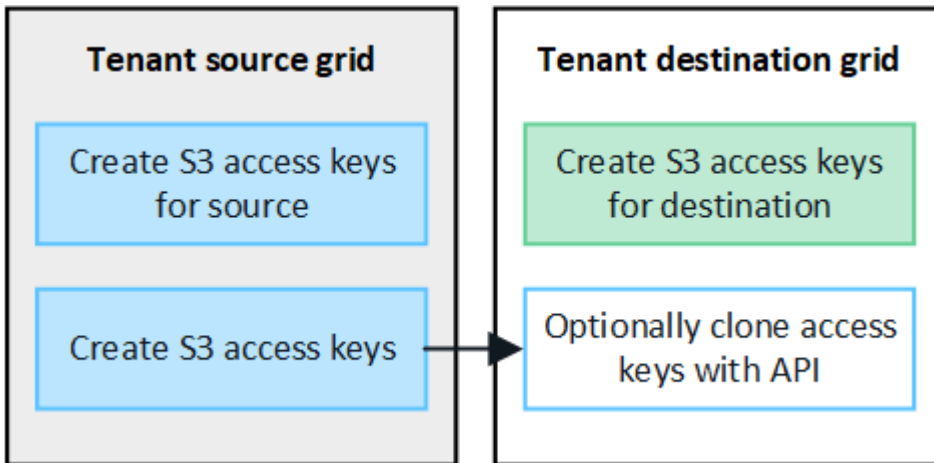 Tenant source grid
Create S3 access keys
for source
Create S3 access keys
Tenant destination grid
Create S3 access keys
for destination
Optionally clone access
keys with API